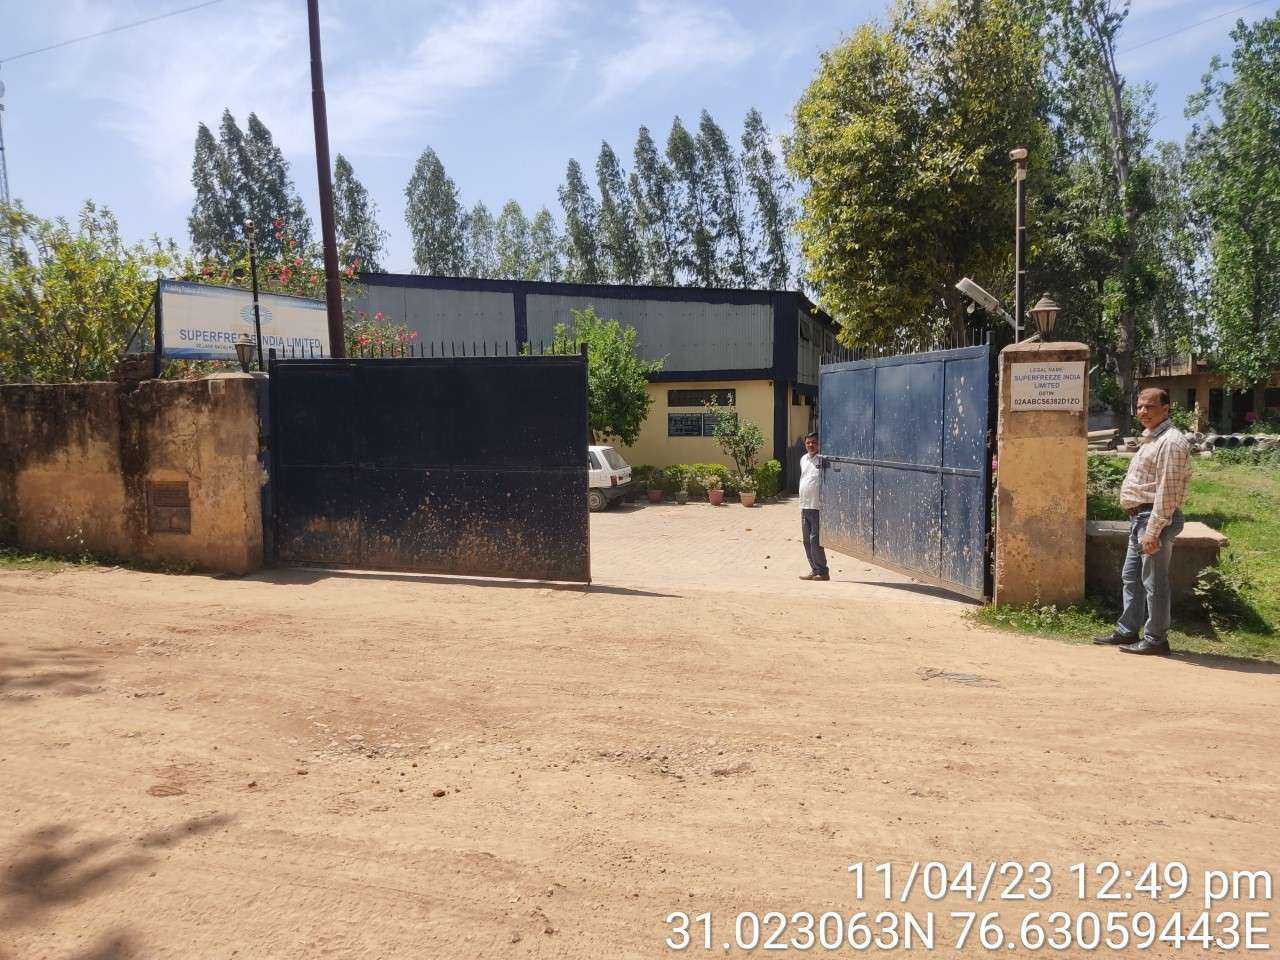 SUPERFREEZE INDIA LIMITED
LEGAL NAME:
SUPERFREEZE INDIA
LIMITED
GSTIN:
02AABCS6382D1ZO
11/04/23 12:49 pm
31.023063N 76.63059443E